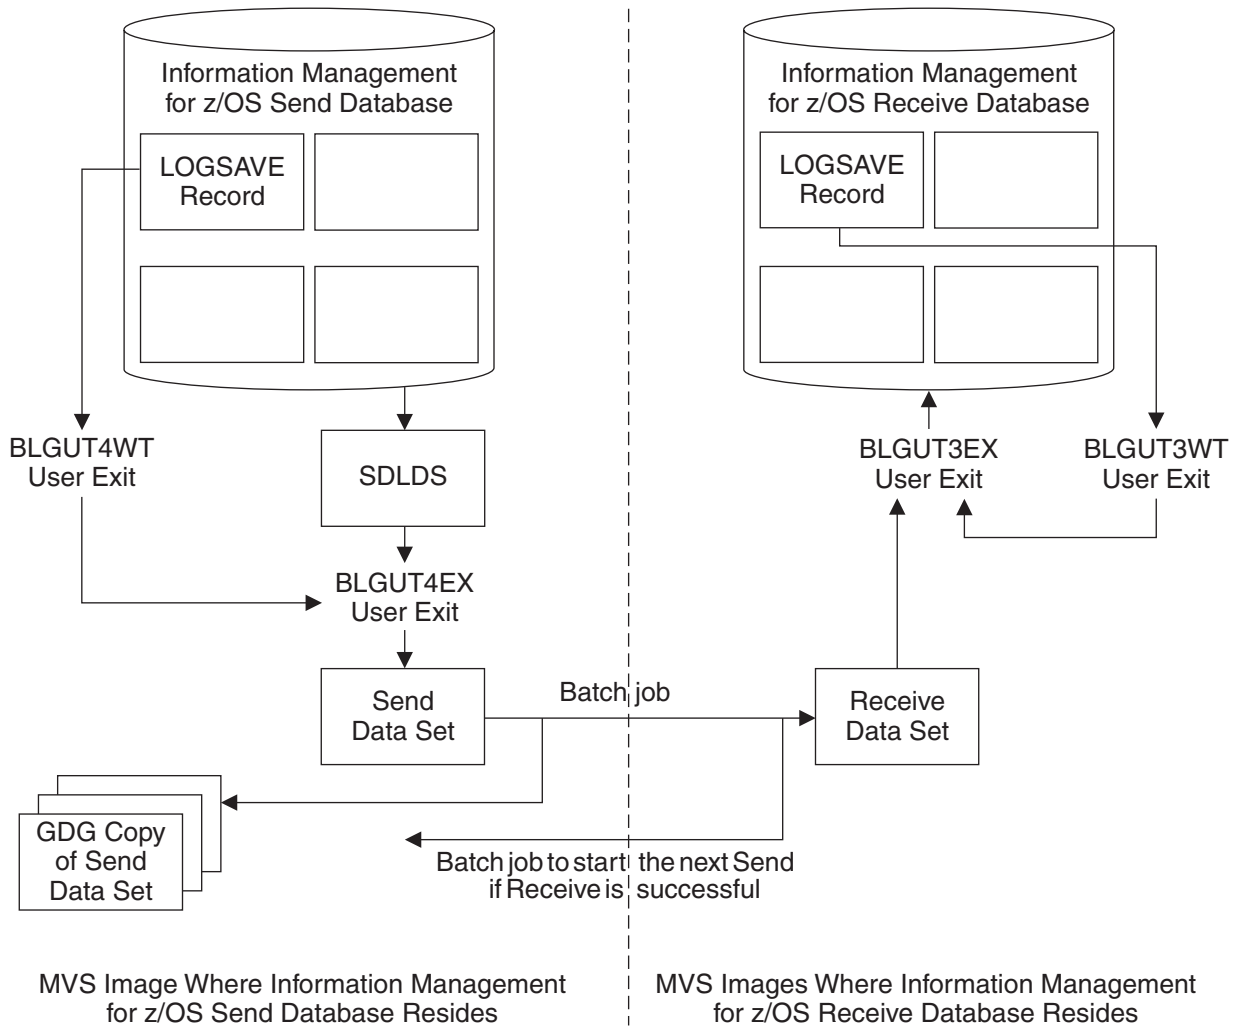 Information Management
for z/OS Send Database
LOGSAVE
Record
BLGUT4WT
User Exit
SDLDS
BLGUT4EX
User Exit
Send
Data Set
GDG Copy
of Send
Data Set
Batch job
Batch job to start the next Send
if Receive is successful
Information Management
for z/OS Receive Database
LOGSAVE
Record
BLGUT3EX
User Exit
BLGUT3WT
User Exit
Receive
Data Set
MVS Image Where Information Management
for z/OS Send Database Resides
MVS Images Where Information Management
for z/OS Receive Database Resides